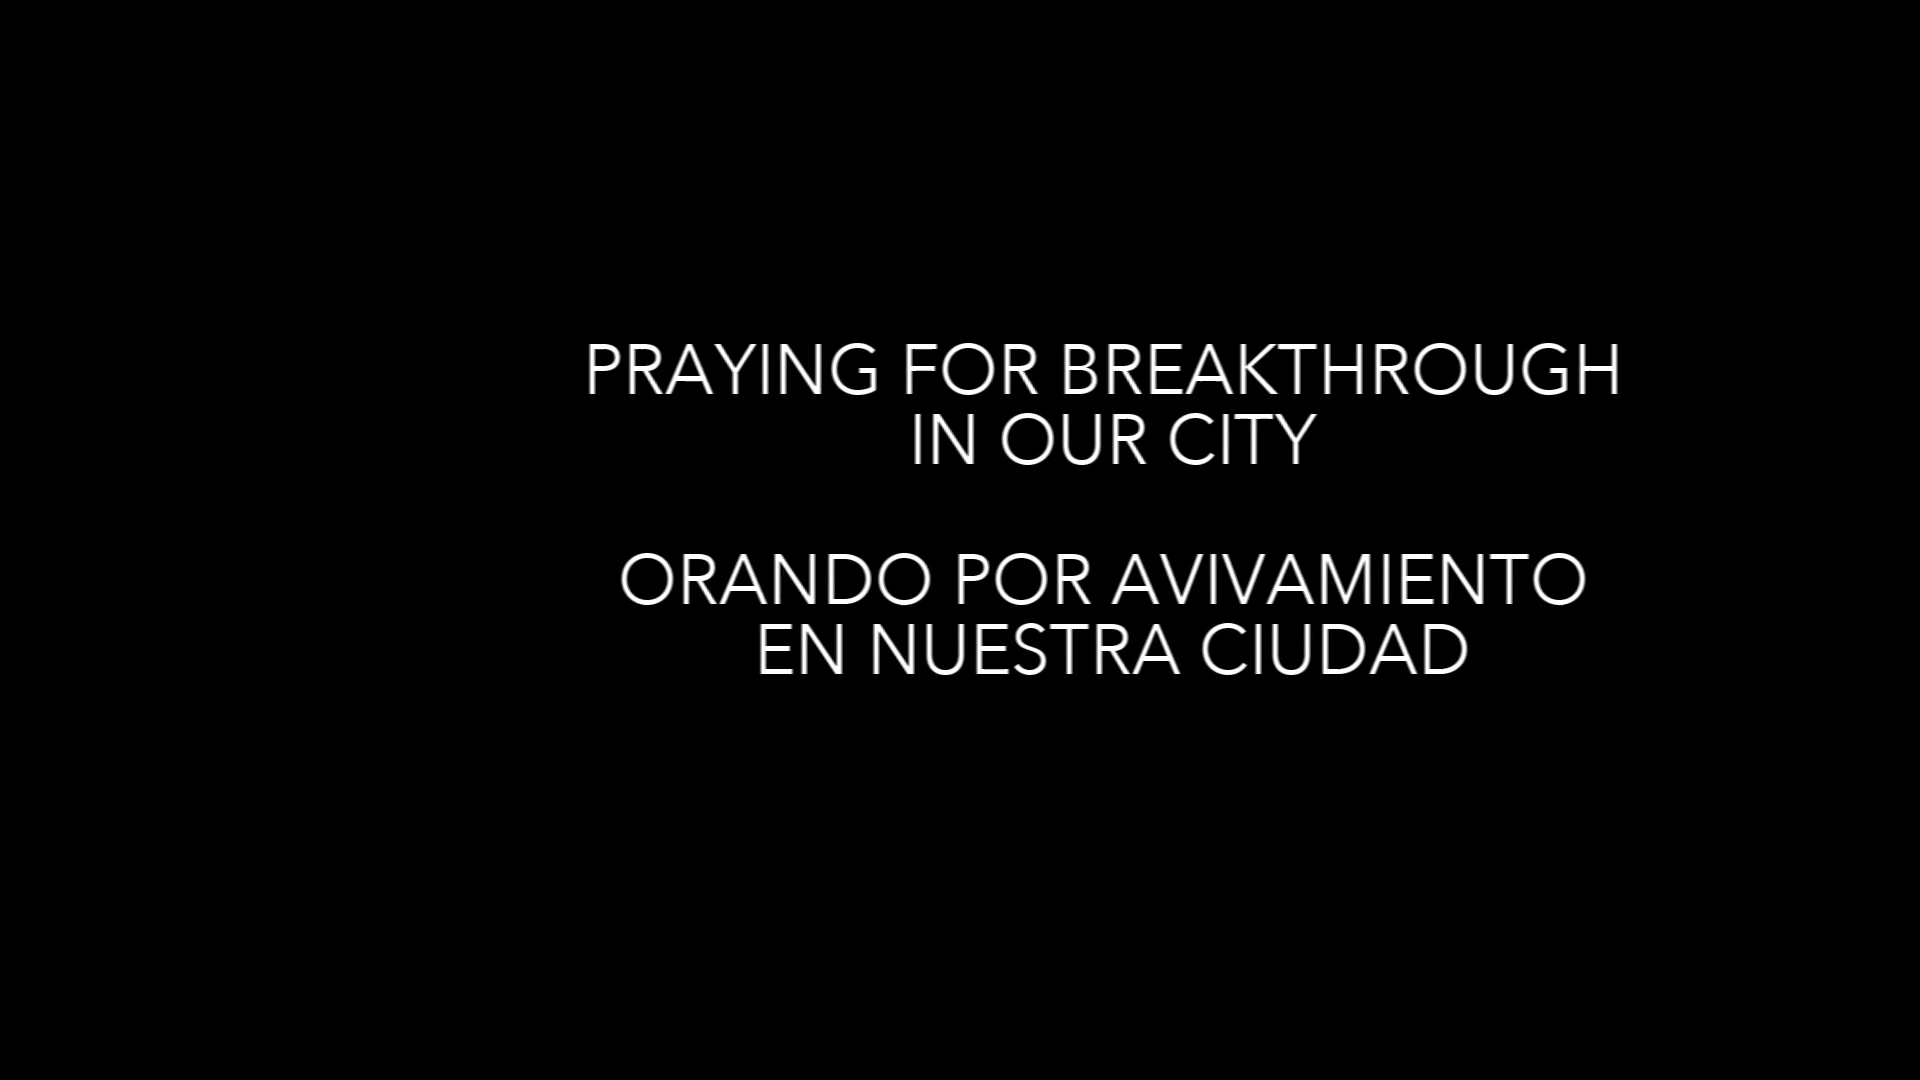 PRAYING FOR BREAKTHROUGH
IN OUR CITY
ORANDO POR AVIVAMIENTO
EN NUESTRA CIUDAD